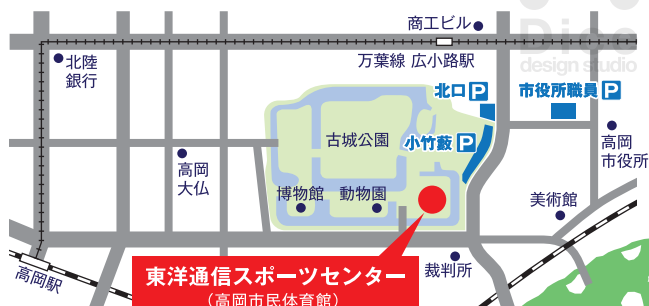 商工ビル
Dice
design studio
万葉線 広小路駅
北陸
銀行
北口 P
市役所職員 P
古城公園
小竹藪 P
高岡
市役所
高岡
大仏
博物館
動物園
美術館
高岡駅
裁判所
東洋通信スポーツセンター
（高岡市民体育館）